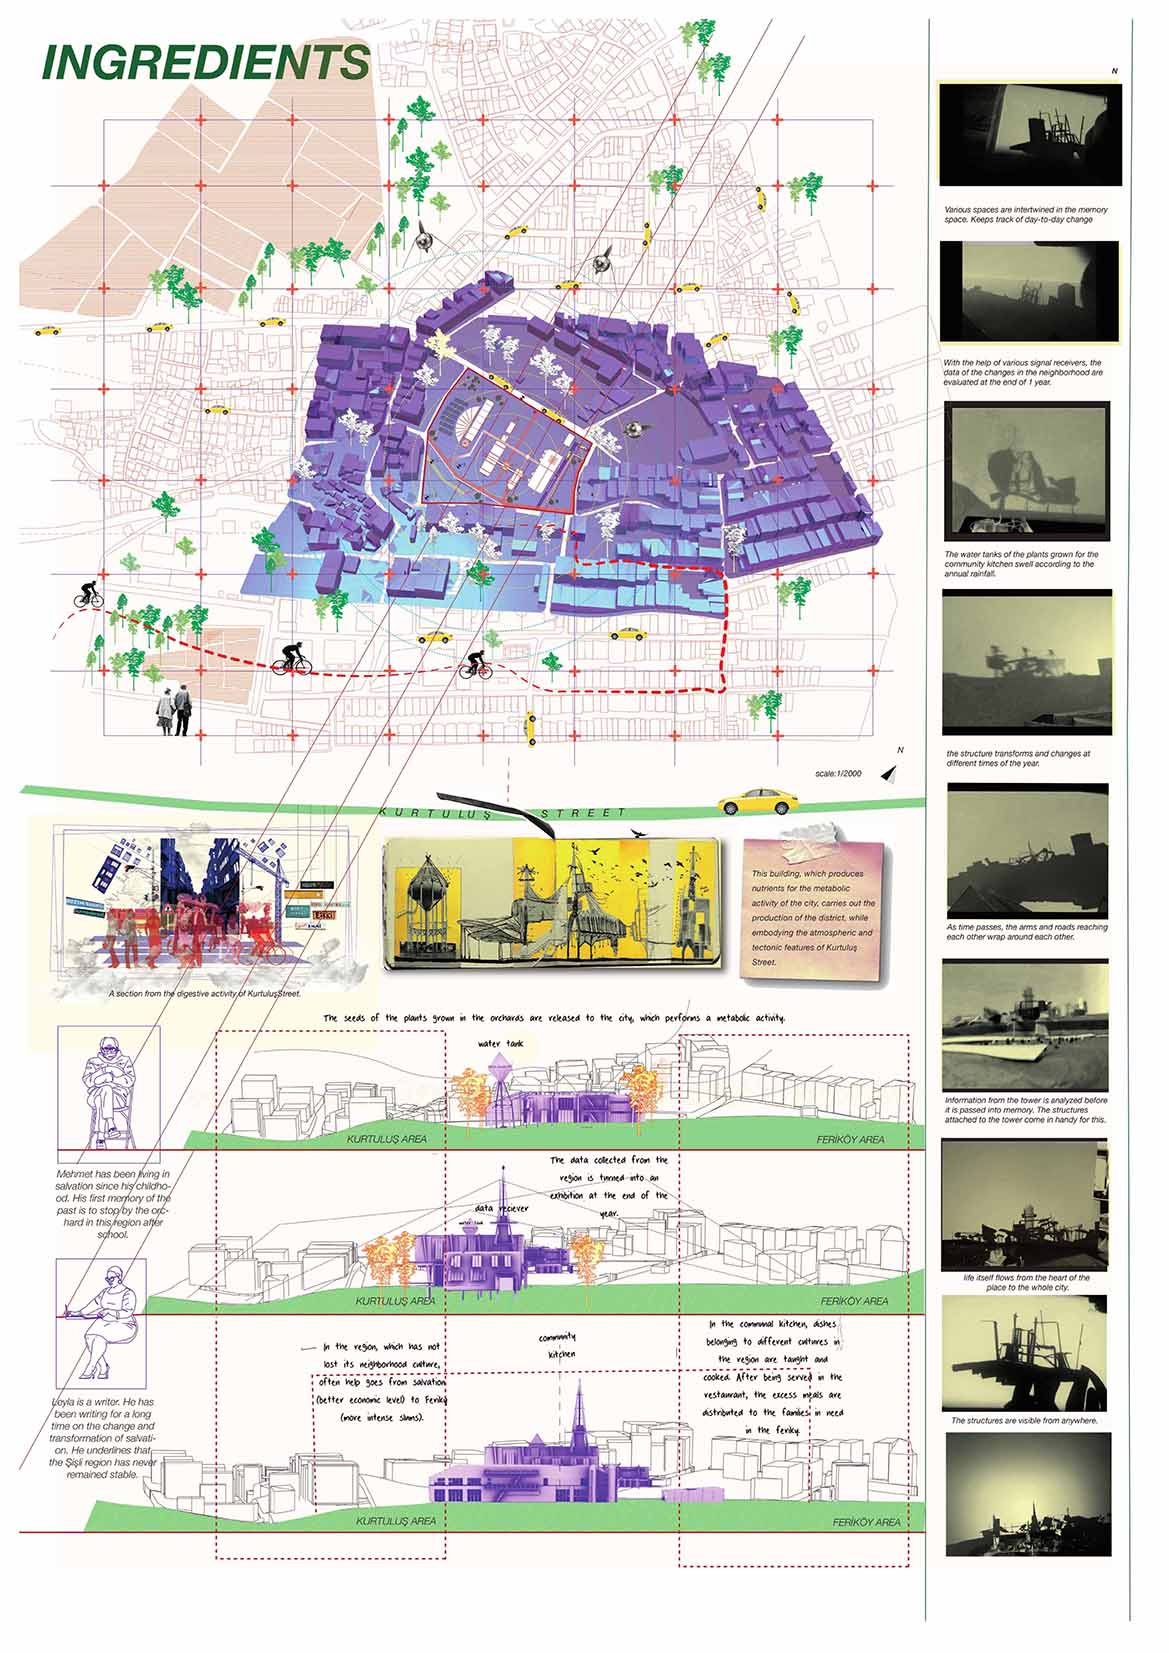 INGREDIENTS
N
scale:1/2000
KURTULUŞ STREET
This building, which produces
nutrients for the metabolic
activity of the city, carries out the
production of the district, while
embodying the atmospheric and
tectonic features of Kurtuluş
Street.
A section from the digestive activity of KurtuluşStreet.
The seeds of the plants grown in the orchards are released to the city, which performs a metabolic activity.
water tank
KURTULUŞ AREA
FERİKÖY AREA
Mehmet has been living in
salvation since his childho-
od. His first memory of the
past is to stop by the orc-
hard in this region after
school.
The data collected from the
region is turned into an
exhibition at the end of the
year.
data reciever
water tank
KURTULUŞ AREA
FERİKÖY AREA
Leyla is a writer. He has
been writing for a long
time on the change and
transformation of salvati-
on. He underlines that
the Şişli region has never
remained stable.
In the region, which has not
lost its neighborhood culture,
often help goes from salvation
(better economic level) to Feriköy
(more intense slums).
community
kitchen
In the communal kitchen, dishes
belonging to different cultures in
the region are taught and
cooked. After being served in the
restaurant, the excess meals are
distributed to the families in need
in the feriky.
KURTULUŞ AREA
FERİKÖY AREA
N
Various spaces are intertwined in the memory
space. Keeps track of day-to-day change
With the help of various signal receivers, the
data of the changes in the neighborhood are
evaluated at the end of 1 year.
The water tanks of the plants grown for the
community kitchen swell according to the
annual rainfall.
the structure transforms and changes at
different times of the year.
As time passes, the arms and roads reaching
each other wrap around each other.
Information from the tower is analyzed before
it is passed into memory. The structures
attached to the tower come in handy for this.
life itself flows from the heart of the
place to the whole city.
The structures are visible from anywhere.